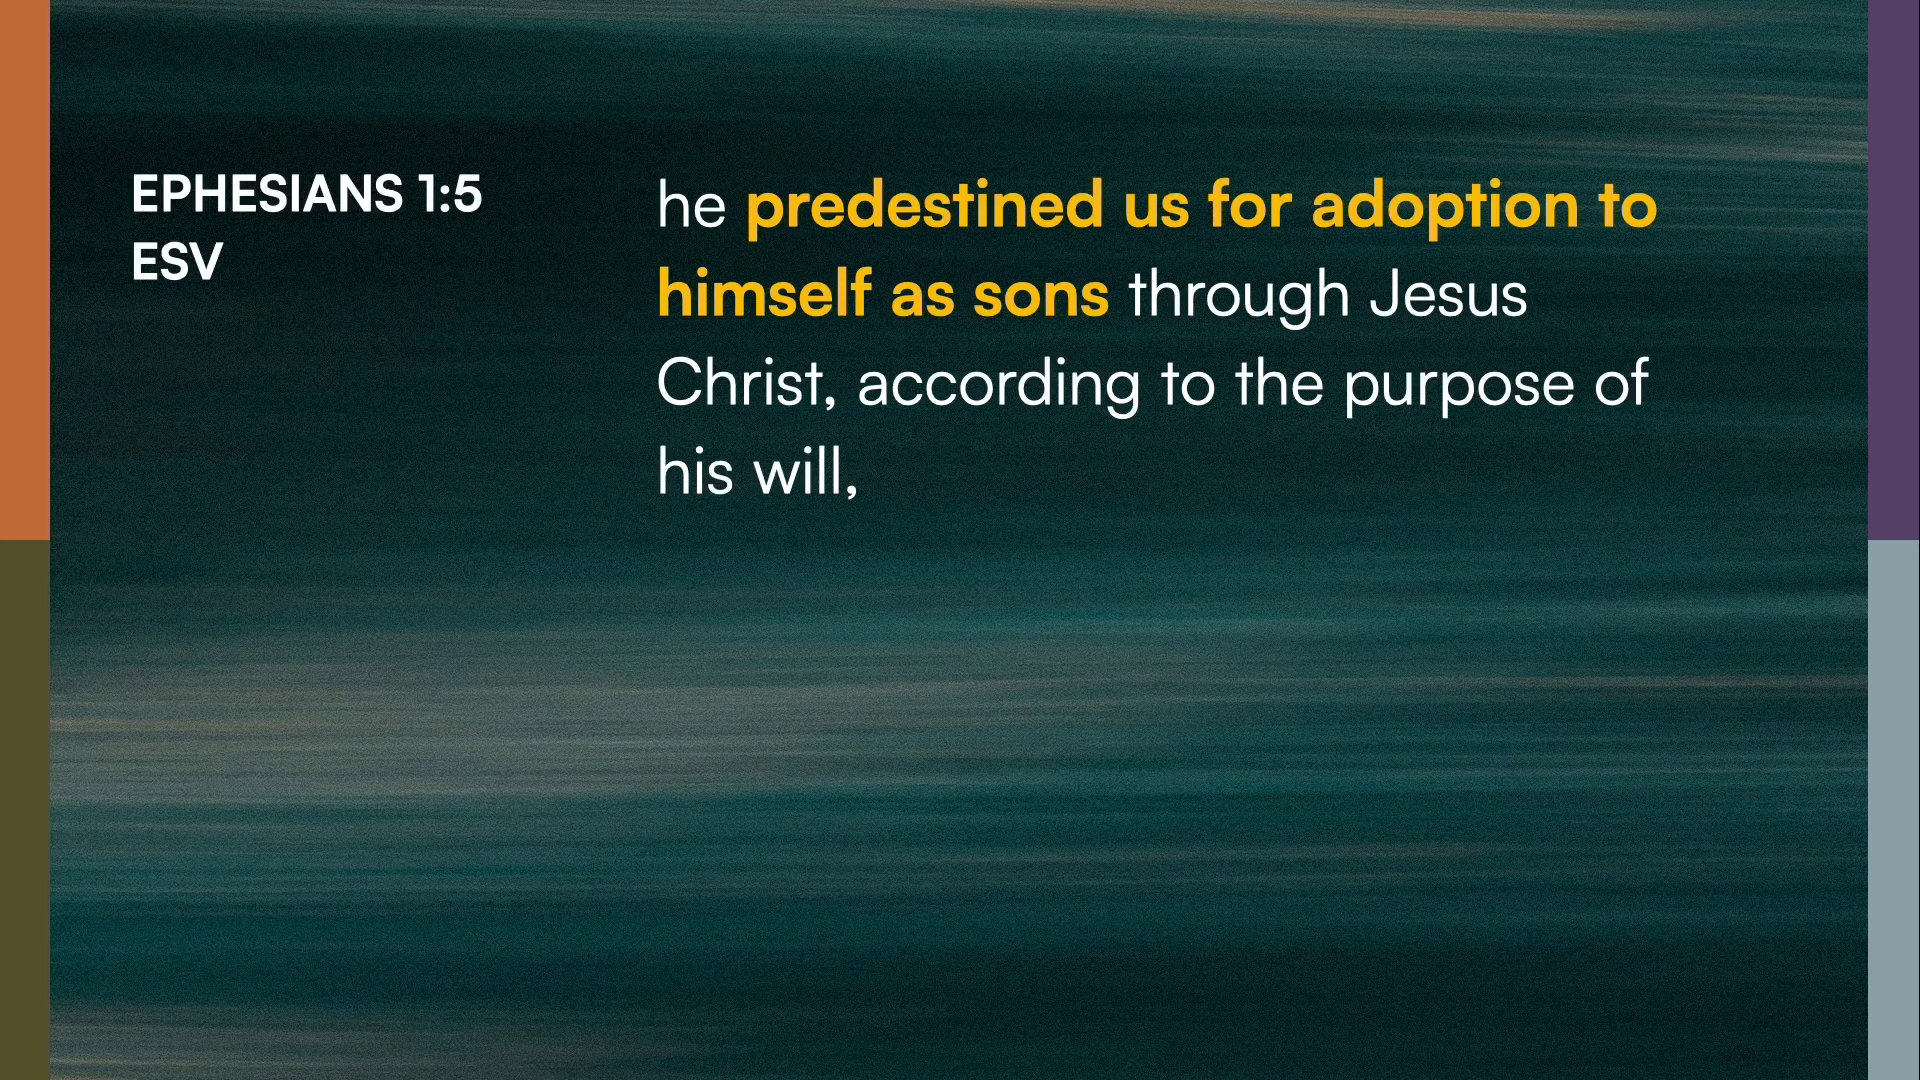 EPHESIANS 1:5
ESV
he predestined us for adoption to
himself as sons through Jesus
Christ, according to the purpose of
his will,